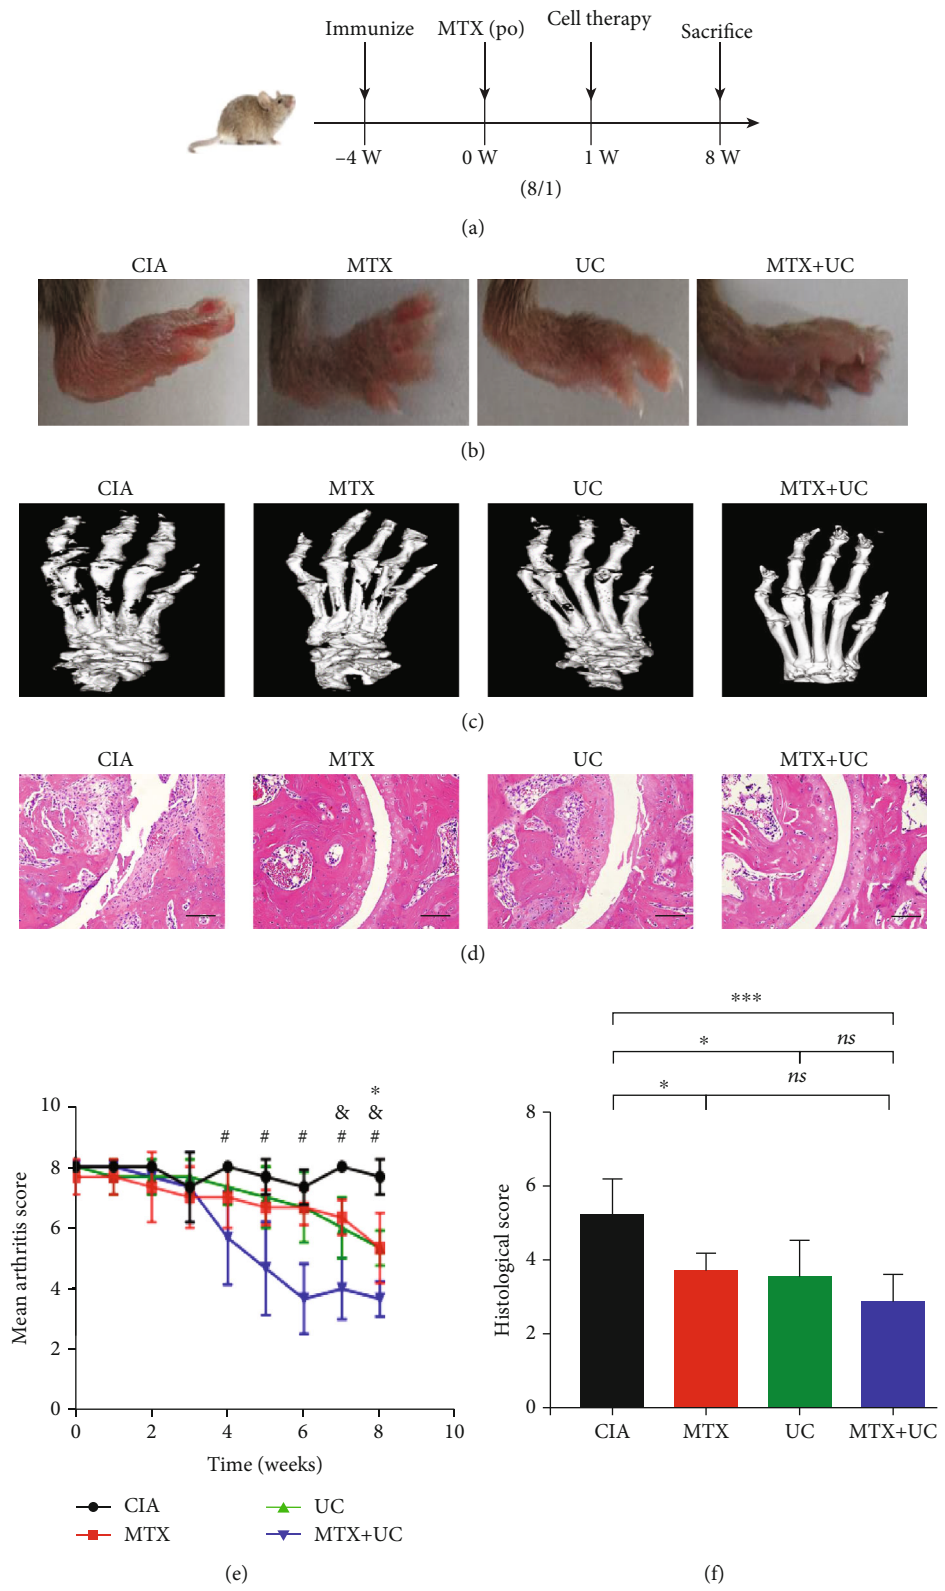 Immunize MTX (po) Cell therapy Sacrifice
–4 W 0 W 1 W 8 W
(8/1)
(a)
CIA MTX UC MTX+UC
(b)
CIA MTX UC MTX+UC
(c)
CIA MTX UC MTX+UC
(d)
Mean arthritis score
10
8
6
4
2
0
0 2 4 6 8 10
Time (weeks)
# # # & # * & #
CIA UC
MTX MTX+UC
(e)
***
* ns
* ns
Histological score
8
6
4
2
0
CIA MTX UC MTX+UC
(f)